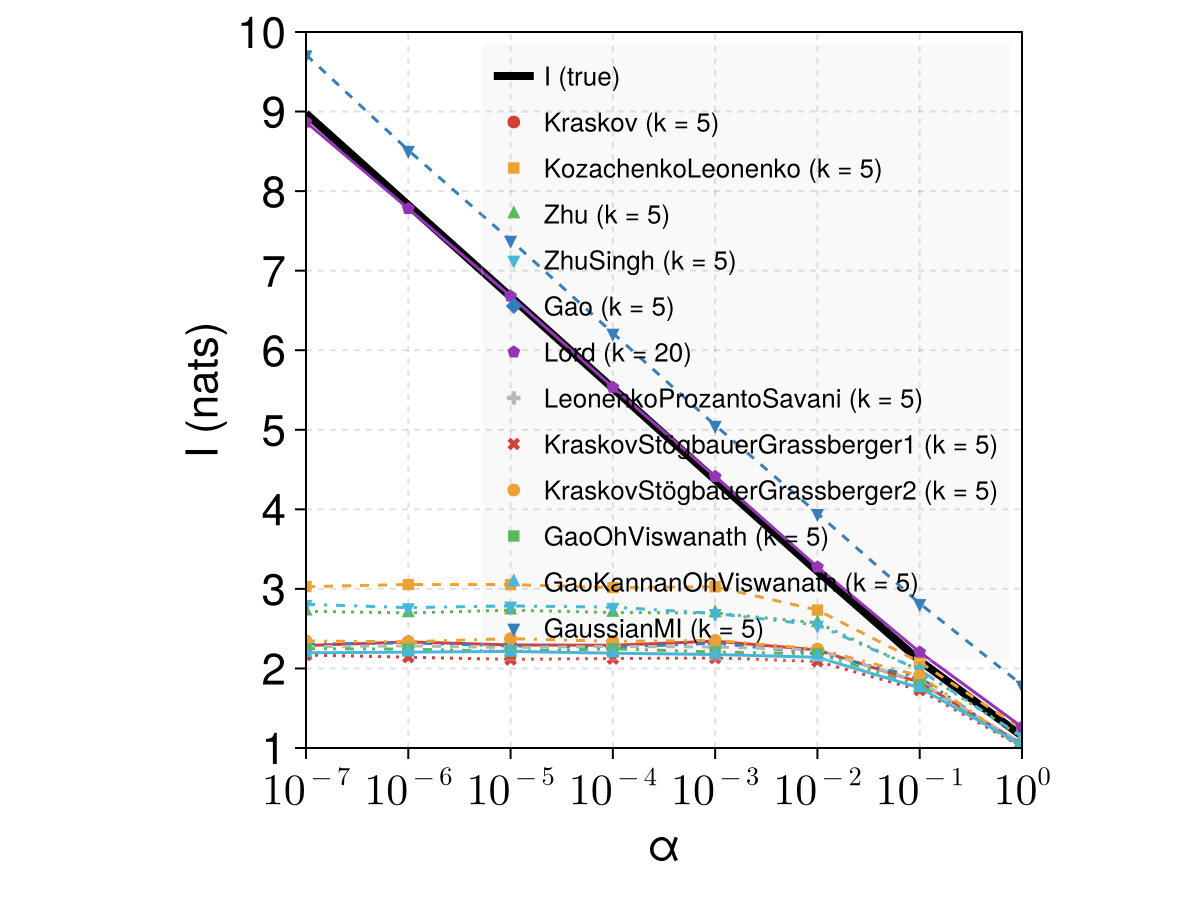 10
9
8
7
6
5
4
3
2
1
I (nats)
I (true)
Kraskov (k = 5)
KozachenkoLeonenko (k = 5)
Zhu (k = 5)
ZhuSingh (k = 5)
Gao (k = 5)
Lord (k = 20)
LeonenkoProzantoSavani (k = 5)
KraskovStögbauerGrassberger1 (k = 5)
KraskovStögbauerGrassberger2 (k = 5)
GaoOhViswanath (k = 5)
GaoKannanOhViswanath (k = 5)
GaussianMI (k = 5)
10⁻⁷ 10⁻⁶ 10⁻⁵ 10⁻⁴ 10⁻³ 10⁻² 10⁻¹ 10⁰
α